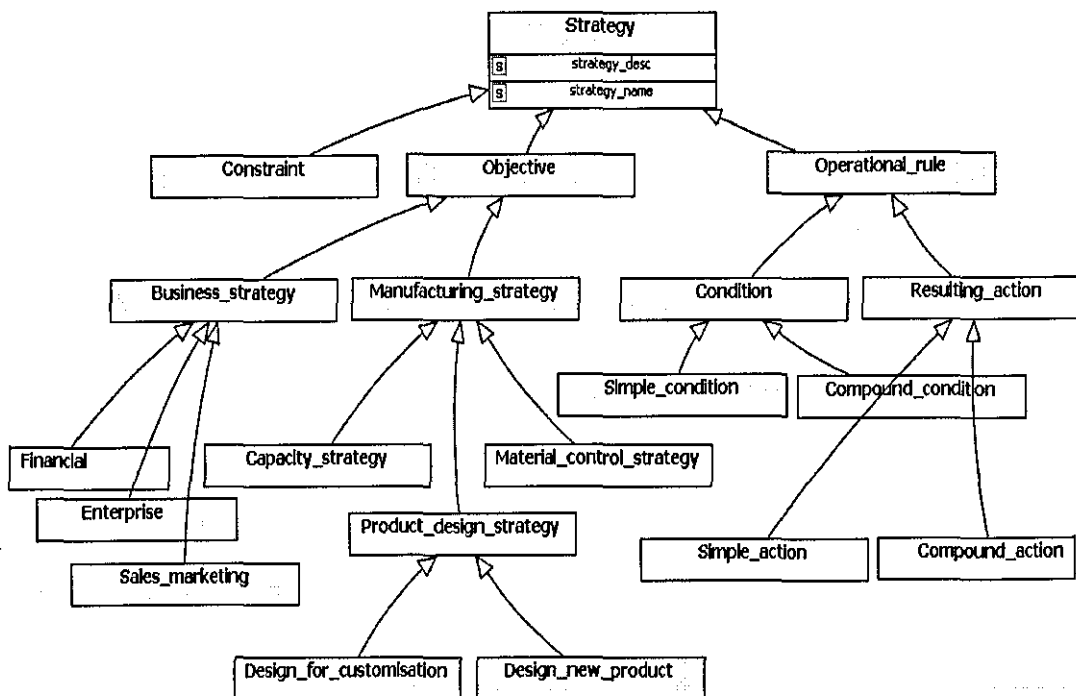 Strategy
s strategy_desc
s strategy_name
Constraint
Objective
Operational_rule
Business_strategy
Manufacturing_strategy
Condition
Resulting_action
Simple_condition
Compound_condition
Financial
Capacity_strategy
Material_control_strategy
Enterprise
Product_design_strategy
Simple_action
Compound_action
Sales_marketing
Design_for_customisation
Design_new_product